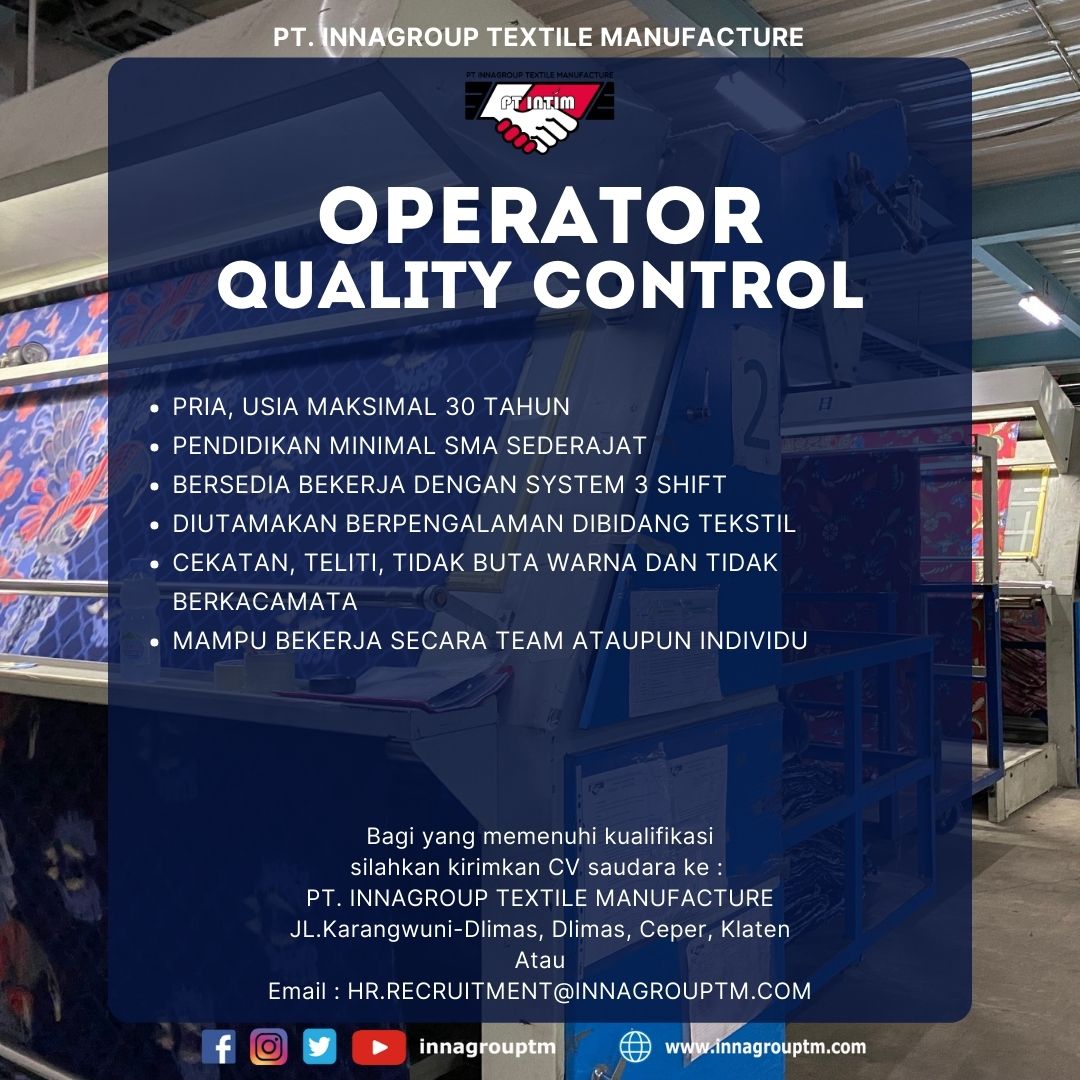 PT. INNAGROUP TEXTILE MANUFACTURE
PT INNAGROUP TEXTILE MANUFACTURE
PT INTIM
OPERATOR
QUALITY CONTROL
• PRIA, USIA MAKSIMAL 30 TAHUN
• PENDIDIKAN MINIMAL SMA SEDERAJAT
• BERSEDIA BEKERJA DENGAN SYSTEM 3 SHIFT
• DIUTAMAKAN BERPENGALAMAN DIBIDANG TEKSTIL
• CEKATAN, TELITI, TIDAK BUTA WARNA DAN TIDAK
BERKACAMATA
• MAMPU BEKERJA SECARA TEAM ATAUPUN INDIVIDU
2
Bagi yang memenuhi kualifikasi
silahkan kirimkan CV saudara ke :
PT. INNAGROUP TEXTILE MANUFACTURE
JL.Karangwuni-Dlimas, Dlimas, Ceper, Klaten
Atau
Email : HR.RECRUITMENT@INNAGROUPTM.COM
innagrouptm
www.innagrouptm.com